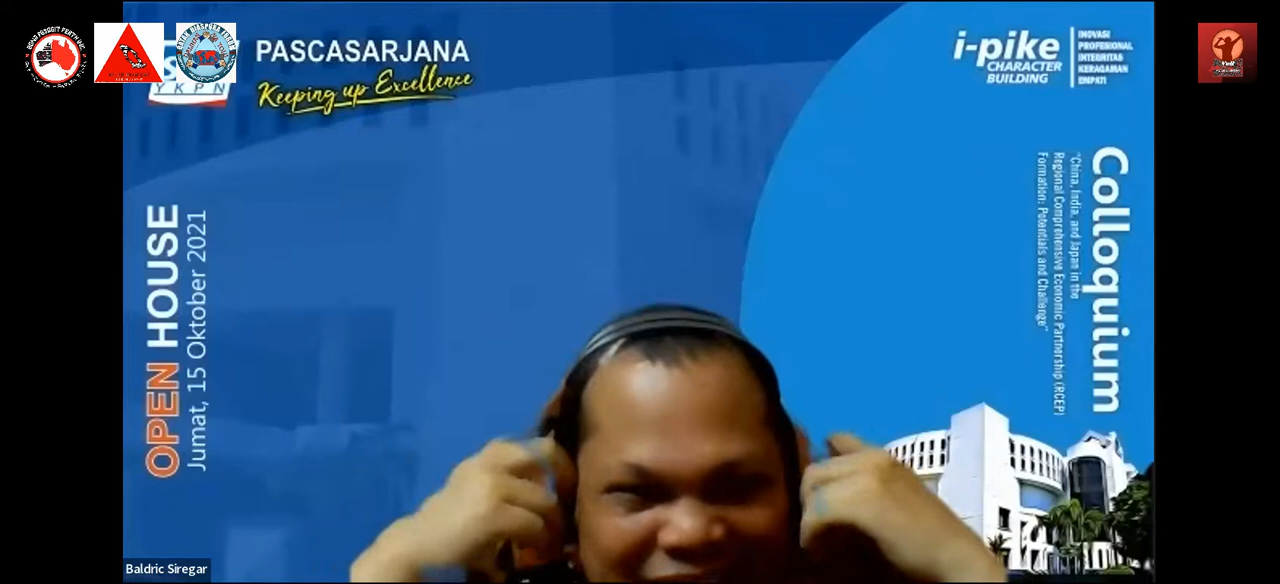 YKPN
PASCASARJANA
Keeping up Excellence
i-pike
CHARACTER
BUILDING
INOVASI
PROFESIONAL
INTEGRITAS
KERAGAMAN
EMPATI
OPEN HOUSE
Jumat, 15 Oktober 2021
Colloquium
"China, India, and Japan in the
Regional Comprehensive Economic Partnership (RCEP)
Formation: Potentials and Challenge"
Baldric Siregar